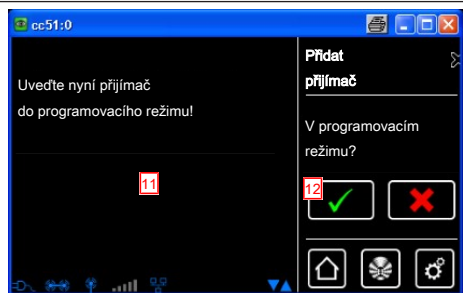 cc51:0
Uveďte nyní přijímač
do programovacího režimu!
11
Přidat
přijímač
V programovacím
režimu?
12